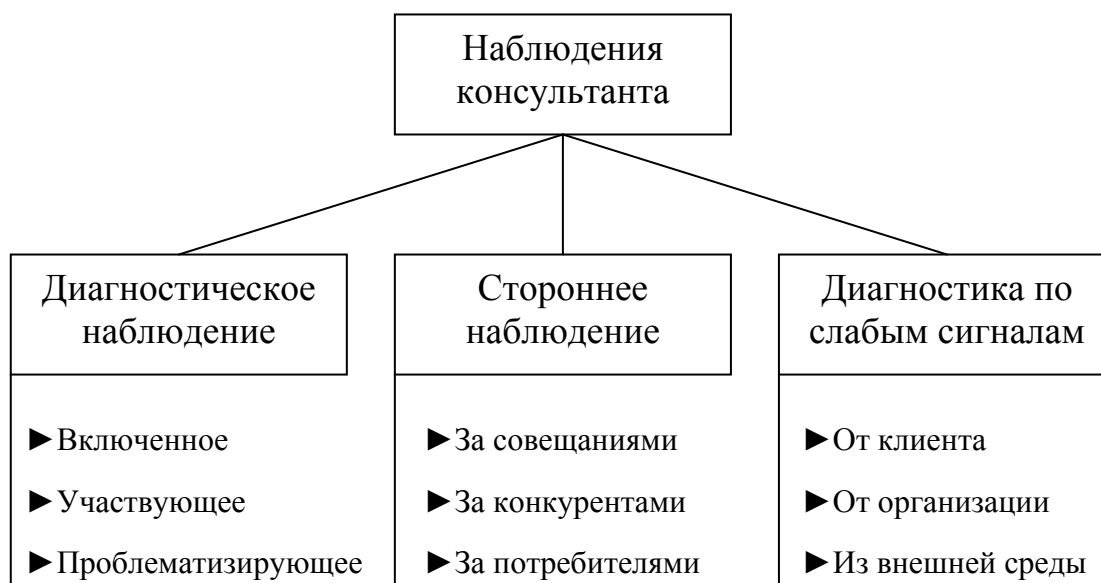 Наблюдения
консультанта
Диагностическое
наблюдение
►Включенное
►Участвующее
►Проблематизирующее
Стороннее
наблюдение
►За совещаниями
►За конкурентами
►За потребителями
Диагностика по
слабым сигналам
►От клиента
►От организации
►Из внешней среды